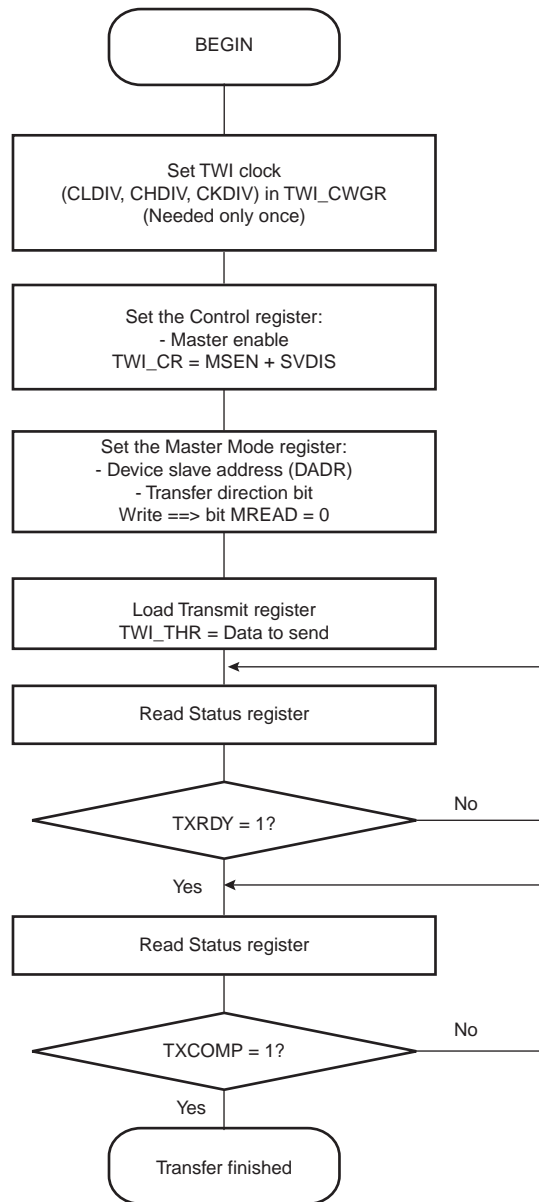 BEGIN
Set TWI clock
(CLDIV, CHDIV, CKDIV) in TWI_CWGR
(Needed only once)
Set the Control register:
- Master enable
TWI_CR = MSEN + SVDIS
Set the Master Mode register:
- Device slave address (DADR)
- Transfer direction bit
Write ==> bit MREAD = 0
Load Transmit register
TWI_THR = Data to send
Read Status register
TXRDY = 1?
No
Yes
Read Status register
TXCOMP = 1?
No
Yes
Transfer finished